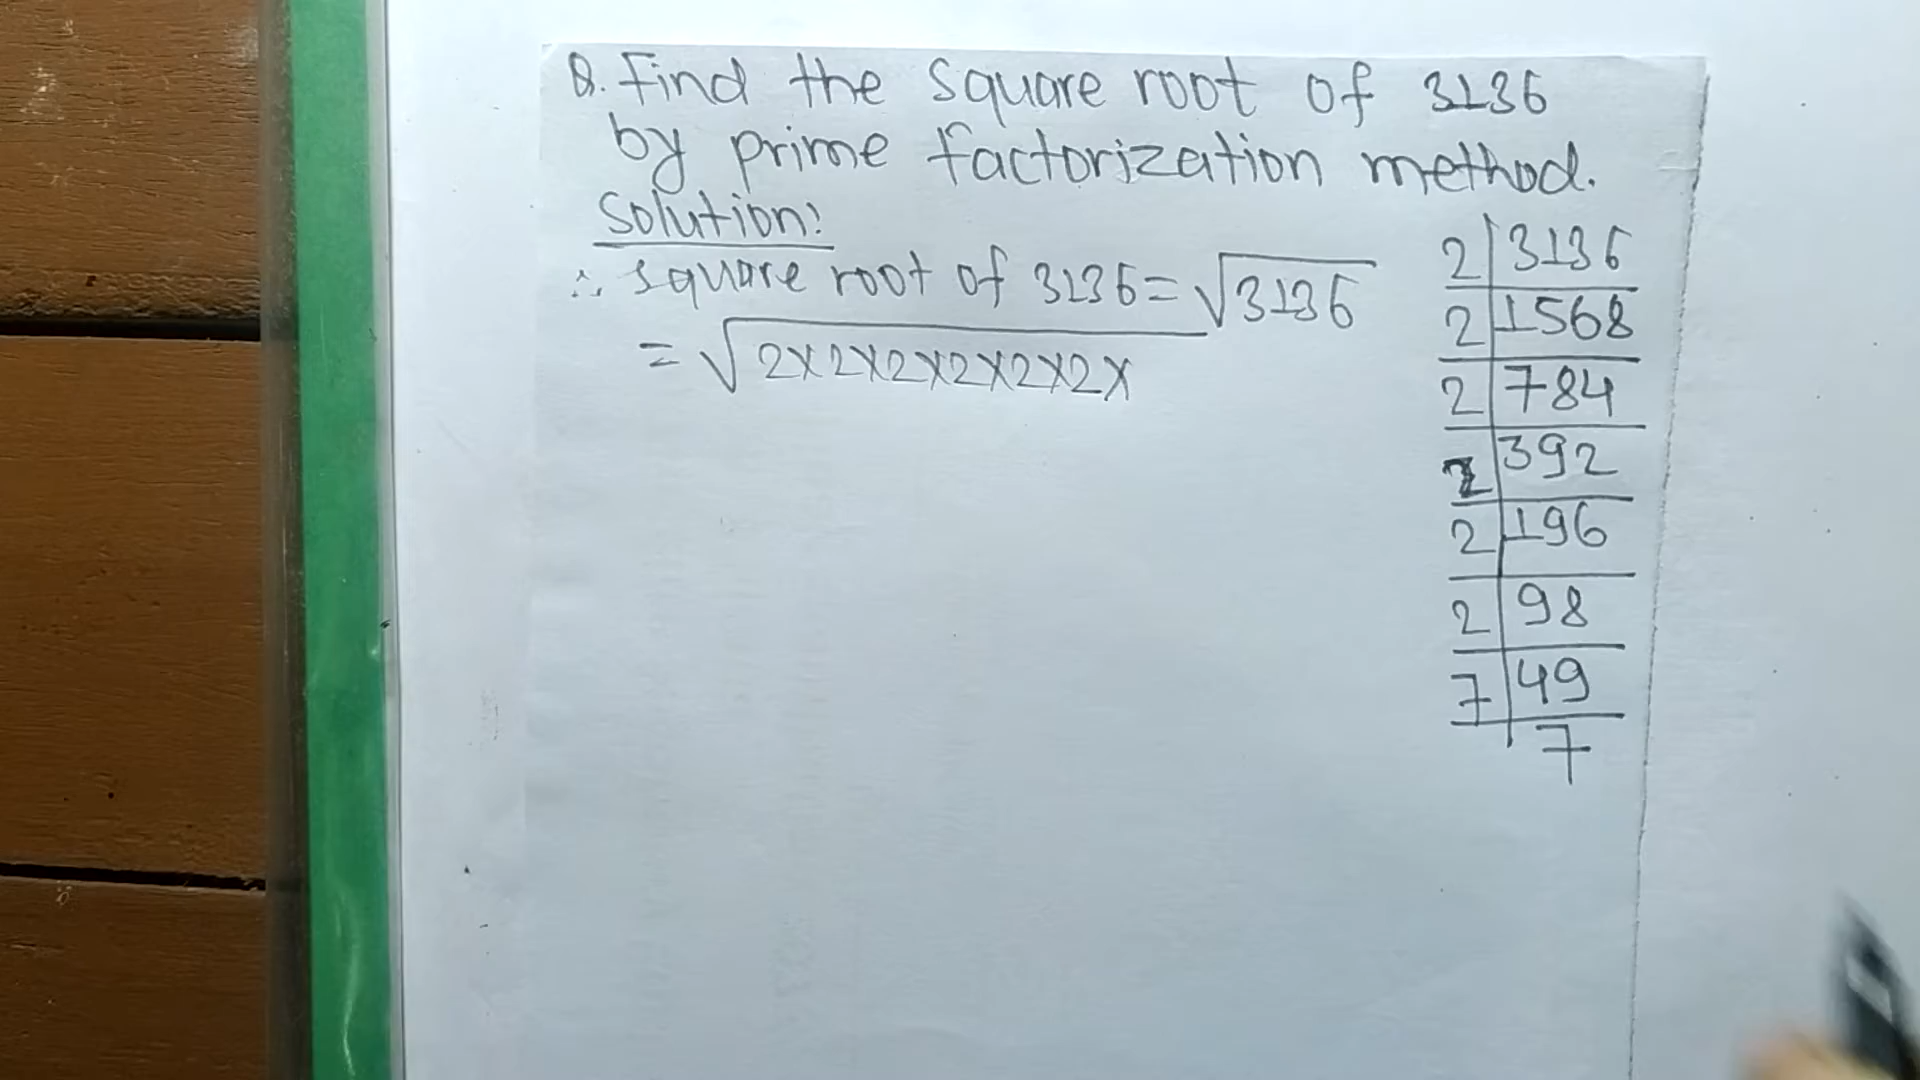 Q. Find the square root of 3136
by prime factorization method.
Solution:
∴ square root of 3136 = √3136
= √2×2×2×2×2×2×
2 | 3136
2 | 1568
2 | 784
2 | 392
2 | 196
2 | 98
7 | 49
7